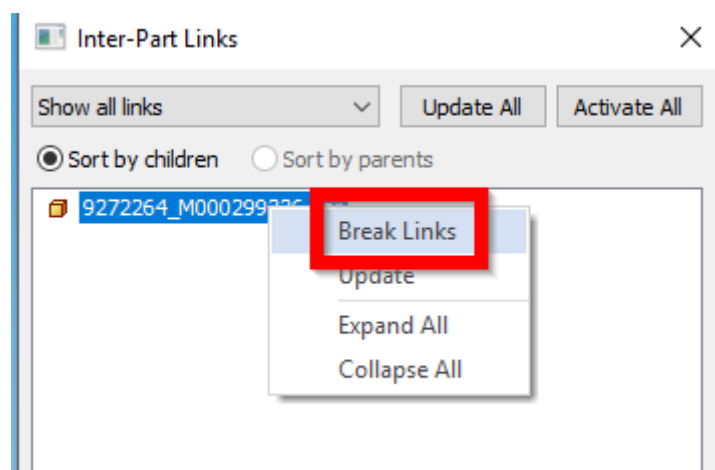 Inter-Part Links
Show all links
Update All
Activate All
Sort by children
Sort by parents
9272264_M000299226
Break Links
Update
Expand All
Collapse All